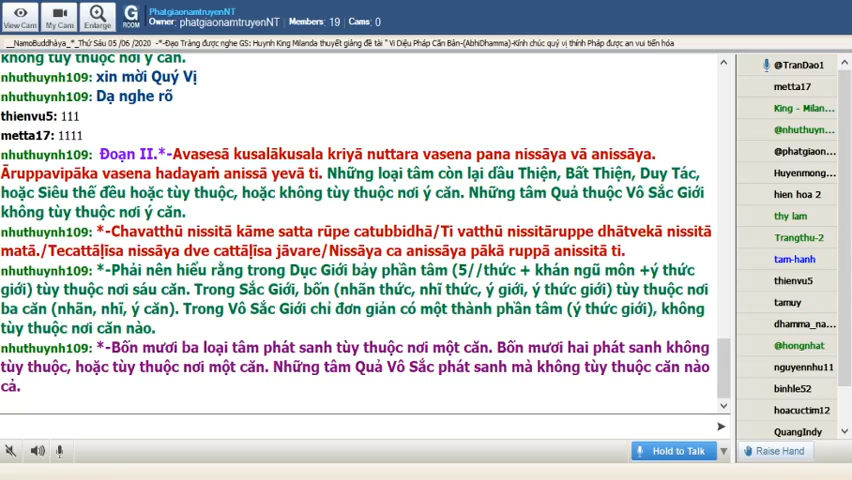 PhatgiaonamtruyenNT
Owner: phatgiaonamtruyenNT Members: 19 Cams: 0
View Cam
My Cam
Enlarge
G
ROOM
__NamoBuddhàya_*_Thứ Sáu 05 /06 /2020 -*-Đạo Tràng được nghe GS: Huynh King Milanda thuyết giảng đề tài " Vi Diệu Pháp Căn Bản-(AbhiDhamma)-Kính chúc quý vị thính Pháp được an vui tiến hóa
không tùy thuộc nơi ý căn.
nhuthuynh109: xin mời Quý Vị
nhuthuynh109: Dạ nghe rõ
thienvu5: 111
metta17: 1111
nhuthuynh109: Đoạn II.*-Avasesā kusalākusala kriyā nuttara vasena pana nissāya vā anissāya.
Āruppavipāka vasena hadayaṁ anissā yevā ti. Những loại tâm còn lại dầu Thiện, Bất Thiện, Duy Tác,
hoặc Siêu thế đều hoặc tùy thuộc, hoặc không tùy thuộc nơi ý căn. Những tâm Quả thuộc Vô Sắc Giới
không tùy thuộc nơi ý căn.
nhuthuynh109: *-Chavatthū nissitā kāme satta rūpe catubbidhā/Ti vatthū nissitāruppe dhātvekā nissitā
matā./Tecattāḷīsa nissāya dve cattāḷīsa jāvare/Nissāya ca anissāya pākā ruppā anissitā ti.
nhuthuynh109: *-Phải nên hiểu rằng trong Dục Giới bảy phần tâm (5//thức + khán ngũ môn +ý thức
giới) tùy thuộc nơi sáu căn. Trong Sắc Giới, bốn (nhãn thức, nhĩ thức, ý giới, ý thức giới) tùy thuộc nơi
ba căn (nhãn, nhĩ, ý căn). Trong Vô Sắc Giới chỉ đơn giản có một thành phần tâm (ý thức giới), không
tùy thuộc nơi căn nào.
nhuthuynh109: *-Bốn mươi ba loại tâm phát sanh tùy thuộc nơi một căn. Bốn mươi hai phát sanh không
tùy thuộc, hoặc tùy thuộc nơi một căn. Những tâm Quả Vô Sắc phát sanh mà không tùy thuộc căn nào
cả.
@TranDao1
metta17
King - Milan...
@nhuthuyn...
@phatgiaon...
Huyenmong...
hien hoa 2
thy lam
Trangthu-2
tam-hanh
thienvu5
tamuy
dhamma_na...
@hongnhat
nguyennhu11
binhle52
hoacuctim12
QuangIndy
Hold to Talk
Raise Hand